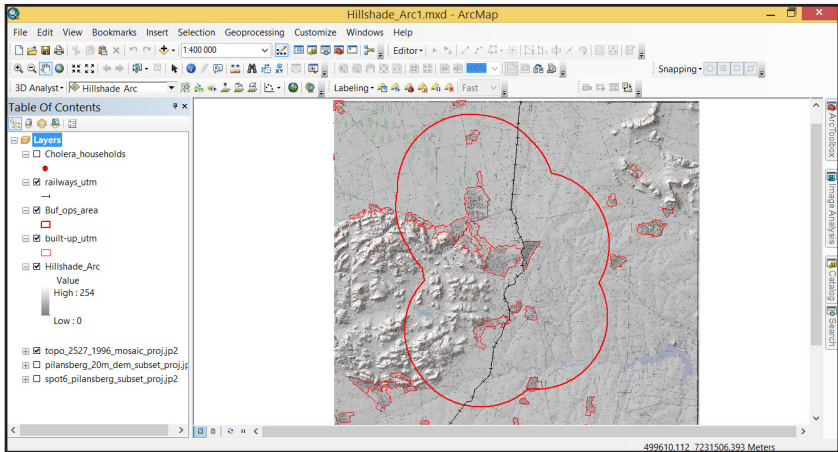 Hillshade_Arc1.mxd - ArcMap
File Edit View Bookmarks Insert Selection Geoprocessing Customize Windows Help
1:400 000
Editor
100%
Snapping
3D Analyst Hillshade_Arc
Labeling
Fast
Table Of Contents
Layers
Cholera_households
railways_utm
Buf_ops_area
built-up_utm
Hillshade_Arc
Value
High : 254
Low : 0
topo_2527_1996_mosaic_proj.jp2
pilansberg_20m_dem_subset_proj.jp
spot6_pilansberg_subset_proj.jp2
ArcToolbox
Image Analysis
Catalog
Search
499610,112 7231506,393 Meters